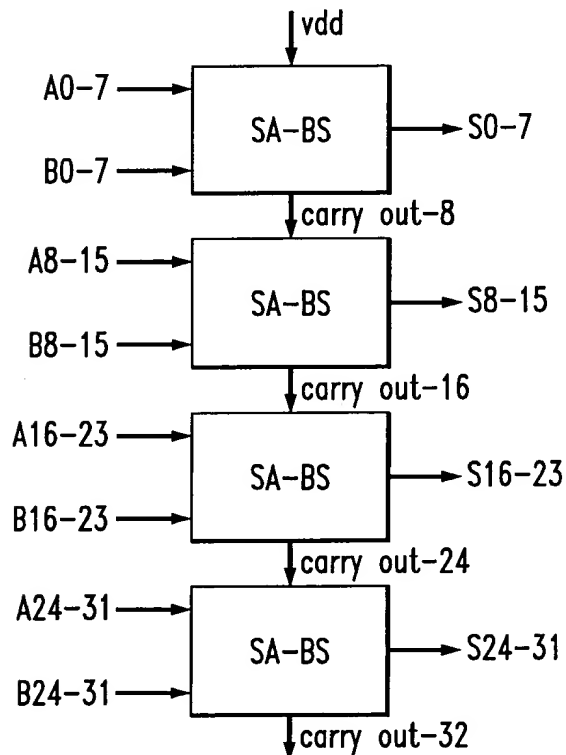 vdd
A0-7
SA-BS
S0-7
B0-7
carry out-8
A8-15
SA-BS
S8-15
B8-15
carry out-16
A16-23
SA-BS
S16-23
B16-23
carry out-24
A24-31
SA-BS
S24-31
B24-31
carry out-32